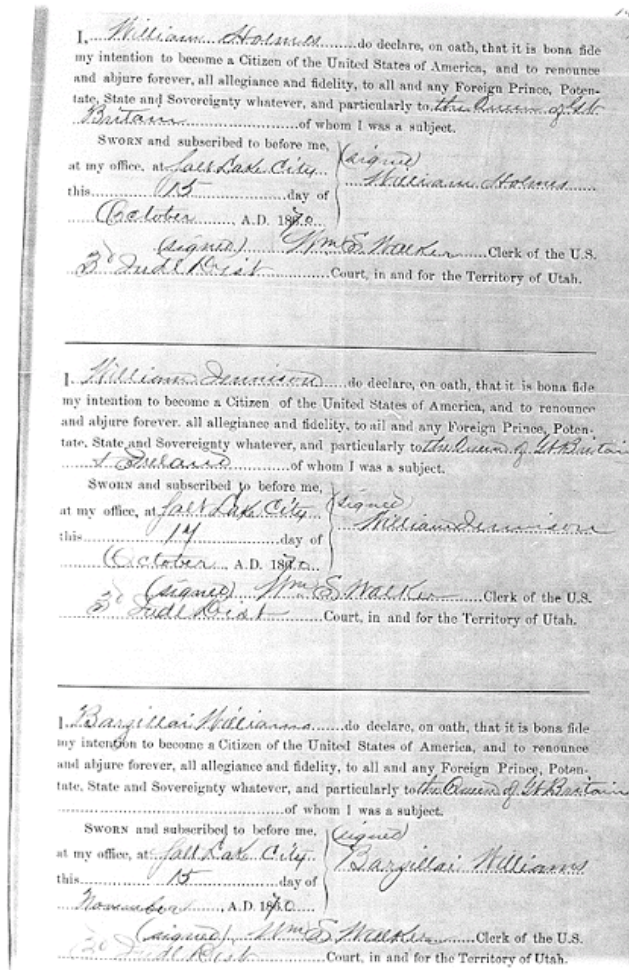 I, William Holmes do declare, on oath, that it is bona fide
my intention to become a Citizen of the United States of America, and to renounce
and abjure forever, all allegiance and fidelity, to all and any Foreign Prince, Poten-
tate, State and Sovereignty whatever, and particularly to the Queen of Gt.
Britain of whom I was a subject.
SWORN and subscribed to before me,
at my office, at Salt Lake City
(signed)
this 15 day of
William Holmes
October, A.D. 1870
(signed) Wm S. Walker Clerk of the U.S.
3d Judl Dist Court, in and for the Territory of Utah.
I William Dennison do declare, on oath, that it is bona fide
my intention to become a Citizen of the United States of America, and to renounce
and abjure forever. all allegiance and fidelity, to all and any Foreign Prince, Poten-
tate, State and Sovereignty whatever, and particularly to the Queen of Gt Britain
& Ireland of whom I was a subject.
SWORN and subscribed to before me,
at my office, at Salt Lake City
(signed)
this 17 day of
William Dennison
October A.D. 1870
(signed) Wm S. Walker Clerk of the U.S.
3d Judl Dist Court, in and for the Territory of Utah.
I Barzillai Williams do declare, on oath, that it is bona fide
my intention to become a Citizen of the United States of America, and to renounce
and abjure forever, all allegiance and fidelity, to all and any Foreign Prince, Poten-
tate, State and Sovereignty whatever, and particularly to the Queen of Gt Britain
of whom I was a subject.
SWORN and subscribed to before me,
at my office, at Salt Lake City
(signed)
this 15 day of
Barzillai Williams
November, A.D. 1870
(signed) Wm S. Walker Clerk of the U.S.
3d Judl Dist Court, in and for the Territory of Utah.